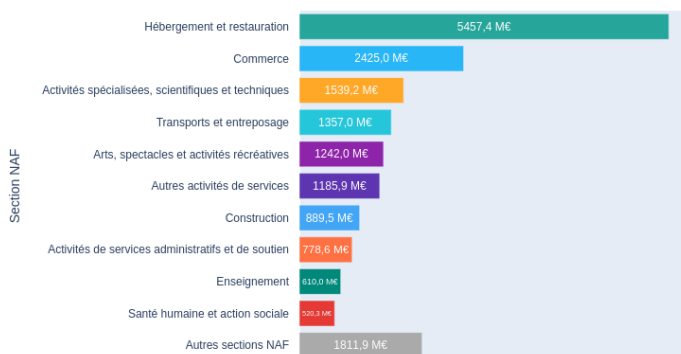 Section NAF
Hébergement et restauration 5457,4 M€
Commerce 2425,0 M€
Activités spécialisées, scientifiques et techniques 1539,2 M€
Transports et entreposage 1357,0 M€
Arts, spectacles et activités récréatives 1242,0 M€
Autres activités de services 1185,9 M€
Construction 889,5 M€
Activités de services administratifs et de soutien 778,6 M€
Enseignement 610,0 M€
Santé humaine et action sociale 520,3 M€
Autres sections NAF 1811,9 M€